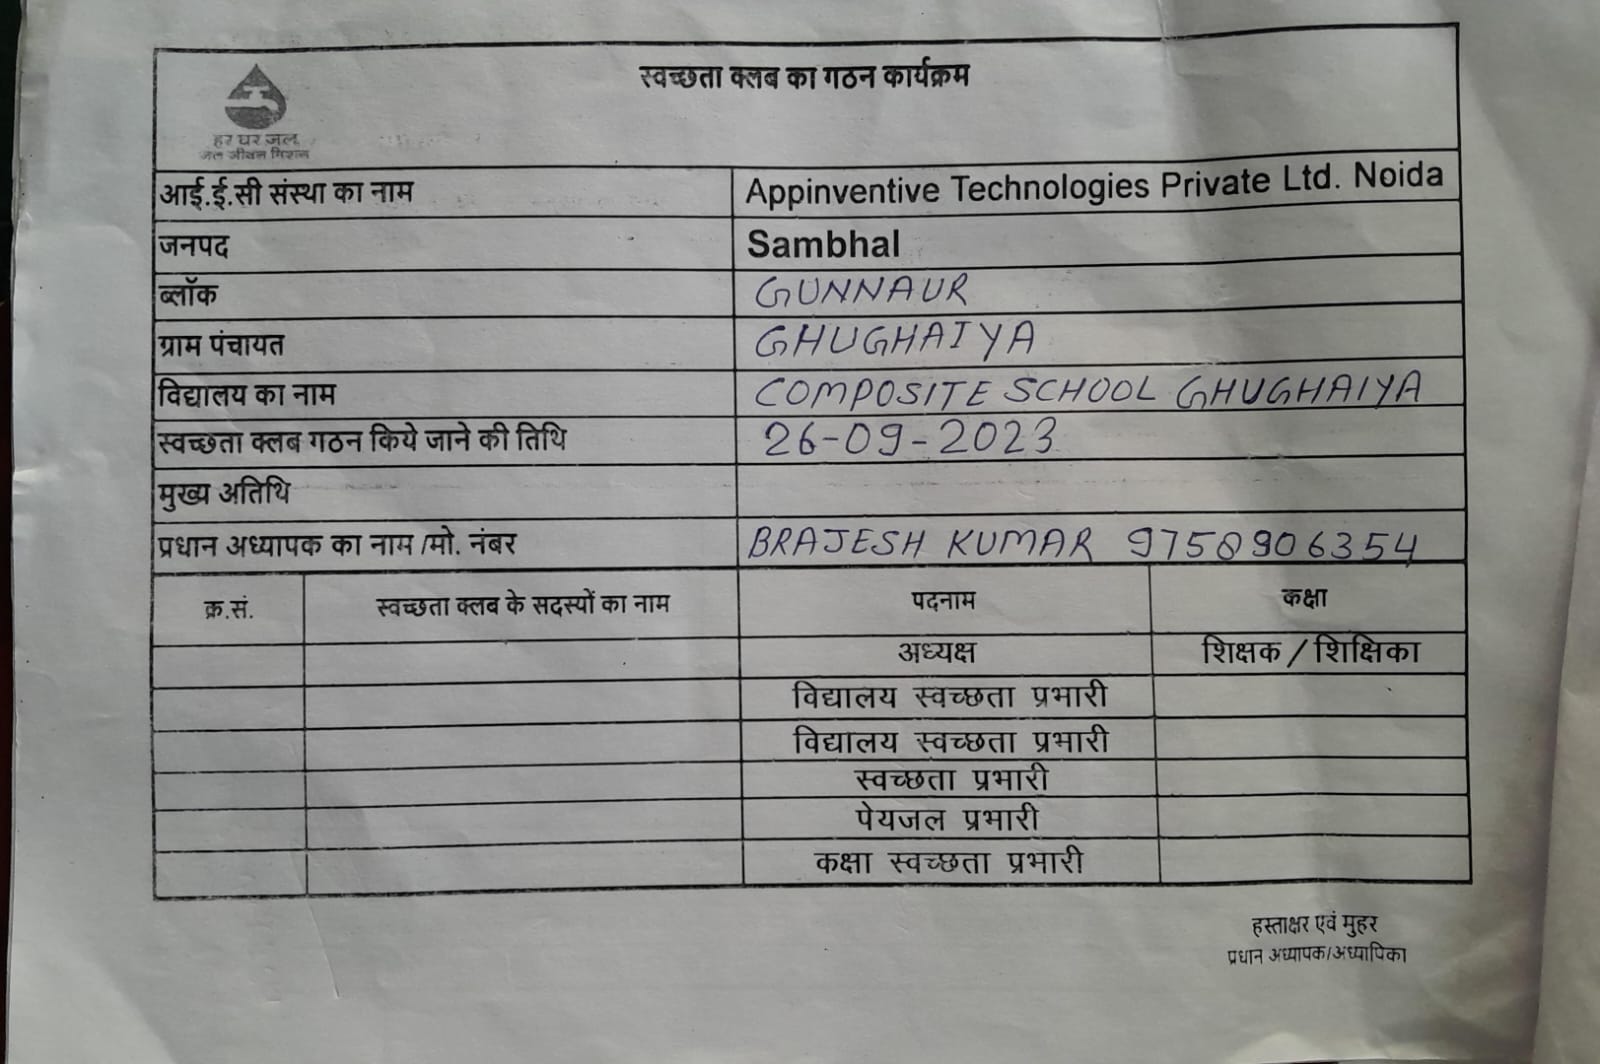 स्वच्छता क्लब का गठन कार्यक्रम
हर घर जल
जल जीवन मिशन
आई.ई.सी संस्था का नाम Appinventive Technologies Private Ltd. Noida
जनपद Sambhal
ब्लॉक GUNNAUR
ग्राम पंचायत GHUGHAIYA
विद्यालय का नाम COMPOSITE SCHOOL GHUGHAIYA
स्वच्छता क्लब गठन किये जाने की तिथि 26-09-2023
मुख्य अतिथि
प्रधान अध्यापक का नाम /मो. नंबर BRAJESH KUMAR 9758906354
क्र.सं. स्वच्छता क्लब के सदस्यों का नाम पदनाम कक्षा
अध्यक्ष शिक्षक / शिक्षिका
विद्यालय स्वच्छता प्रभारी
विद्यालय स्वच्छता प्रभारी
स्वच्छता प्रभारी
पेयजल प्रभारी
कक्षा स्वच्छता प्रभारी
हस्ताक्षर एवं मुहर
प्रधान अध्यापक/अध्यापिका